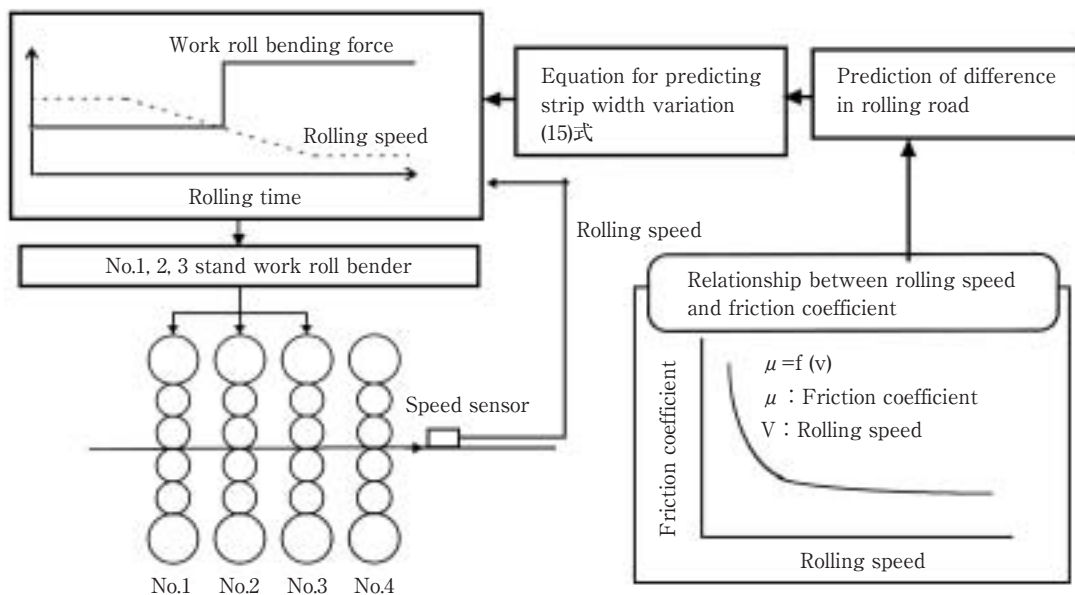 Work roll bending force
Rolling speed
Rolling time
Equation for predicting
strip width variation
(15)式
Prediction of difference
in rolling road
Rolling speed
No.1, 2, 3 stand work roll bender
Relationship between rolling speed
and friction coefficient
Speed sensor
Friction coefficient
μ=f (v)
μ：Friction coefficient
V：Rolling speed
Rolling speed
No.1 No.2 No.3 No.4